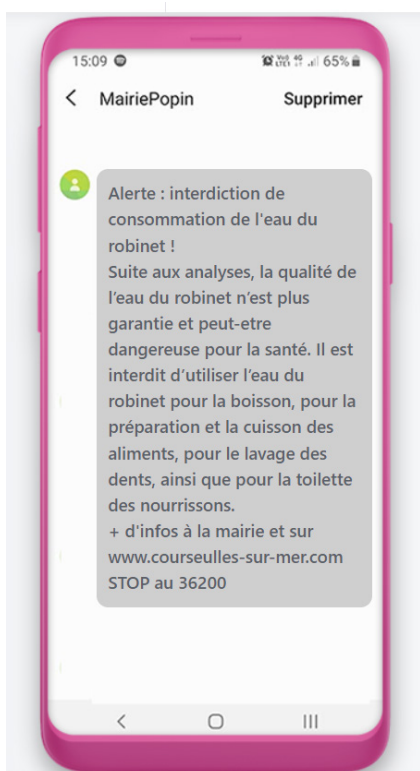 15:09 65%
MairiePopin Supprimer
Alerte : interdiction de
consommation de l'eau du
robinet !
Suite aux analyses, la qualité de
l'eau du robinet n'est plus
garantie et peut-etre
dangereuse pour la santé. Il est
interdit d'utiliser l'eau du
robinet pour la boisson, pour la
préparation et la cuisson des
aliments, pour le lavage des
dents, ainsi que pour la toilette
des nourrissons.
+ d'infos à la mairie et sur
www.courseulles-sur-mer.com
STOP au 36200